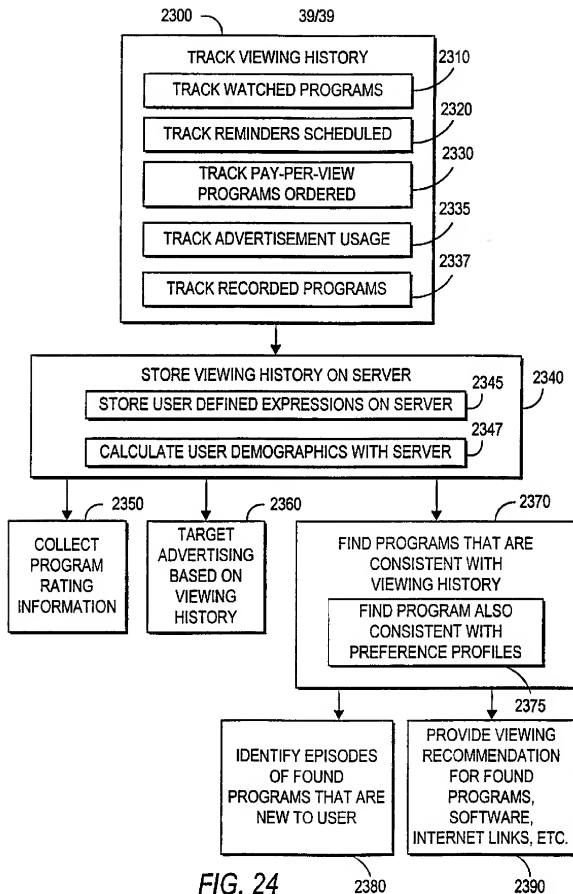 2300
39/39
TRACK VIEWING HISTORY
2310
TRACK WATCHED PROGRAMS
2320
TRACK REMINDERS SCHEDULED
2330
TRACK PAY-PER-VIEW
PROGRAMS ORDERED
2335
TRACK ADVERTISEMENT USAGE
2337
TRACK RECORDED PROGRAMS
STORE VIEWING HISTORY ON SERVER
2345
2340
STORE USER DEFINED EXPRESSIONS ON SERVER
2347
CALCULATE USER DEMOGRAPHICS WITH SERVER
2350
COLLECT
PROGRAM
RATING
INFORMATION
2360
TARGET
ADVERTISING
BASED ON
VIEWING
HISTORY
2370
FIND PROGRAMS THAT ARE
CONSISTENT WITH
VIEWING HISTORY
FIND PROGRAM ALSO
CONSISTENT WITH
PREFERENCE PROFILES
2375
IDENTIFY EPISODES
OF FOUND
PROGRAMS THAT ARE
NEW TO USER
2380
PROVIDE VIEWING
RECOMMENDATION
FOR FOUND
PROGRAMS,
SOFTWARE,
INTERNET LINKS, ETC.
2390
FIG. 24